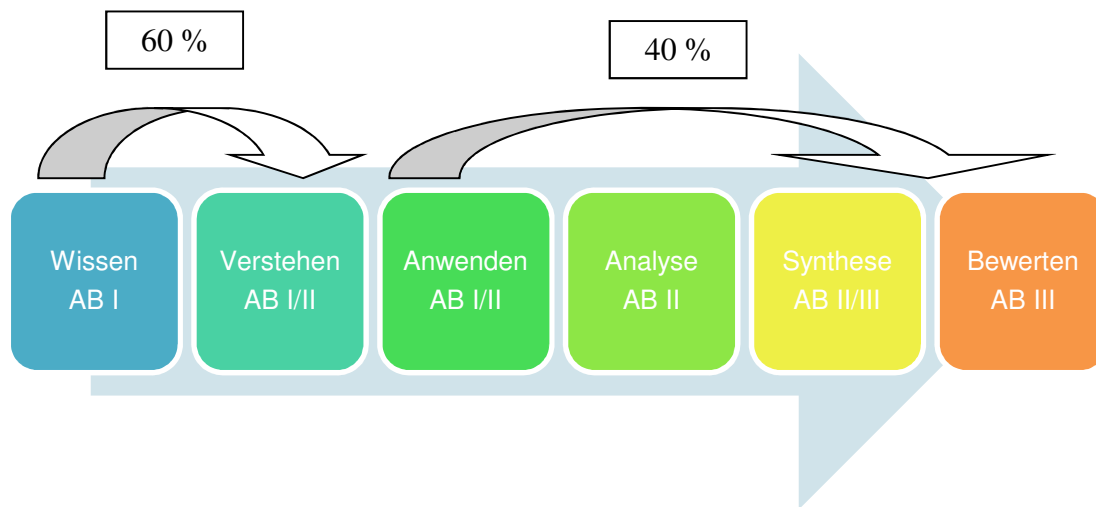 60 %
40 %
Wissen
AB I
Verstehen
AB I/II
Anwenden
AB I/II
Analyse
AB II
Synthese
AB II/III
Bewerten
AB III